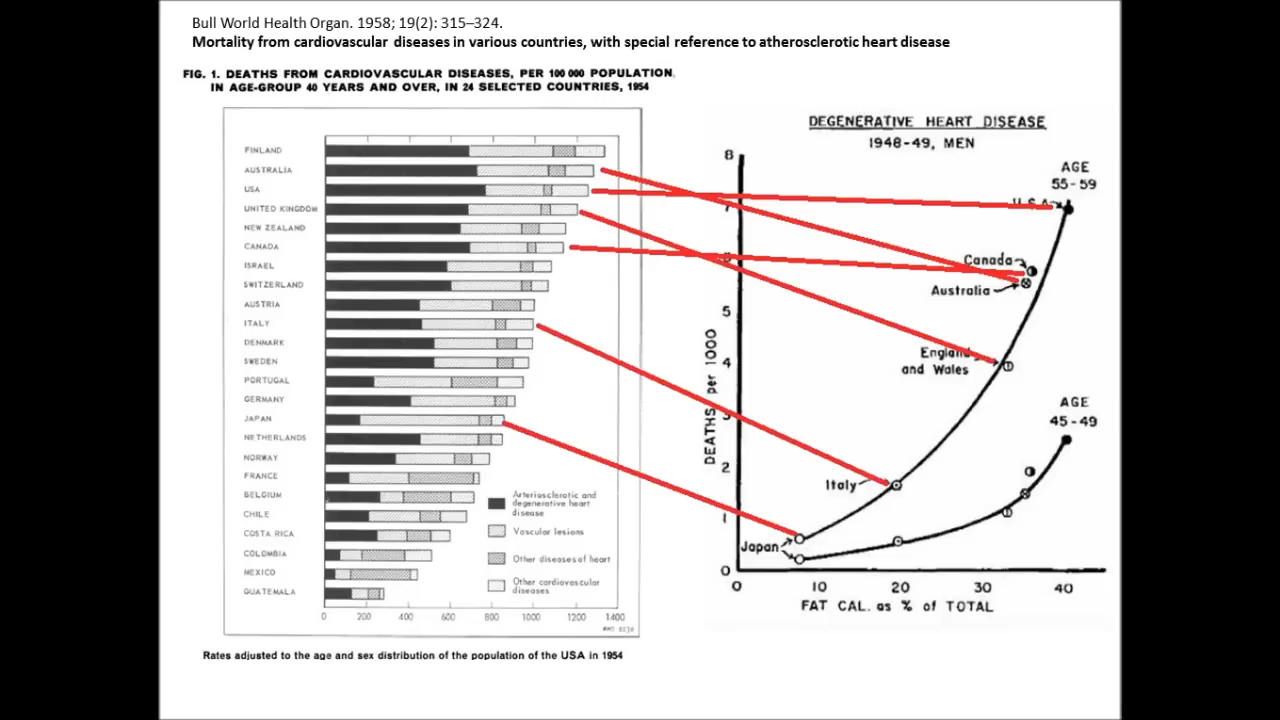 Bull World Health Organ. 1958; 19(2): 315–324.
Mortality from cardiovascular diseases in various countries, with special reference to atherosclerotic heart disease
FIG. 1. DEATHS FROM CARDIOVASCULAR DISEASES, PER 100 000 POPULATION,
IN AGE-GROUP 40 YEARS AND OVER, IN 24 SELECTED COUNTRIES, 1954
FINLAND
AUSTRALIA
USA
UNITED KINGDOM
NEW ZEALAND
CANADA
ISRAEL
SWITZERLAND
AUSTRIA
ITALY
DENMARK
SWEDEN
PORTUGAL
GERMANY
JAPAN
NETHERLANDS
NORWAY
FRANCE
BELGIUM
CHILE
COSTA RICA
COLOMBIA
MEXICO
GUATEMALA
Arteriosclerotic and
degenerative heart
disease
Vascular lesions
Other diseases of heart
Other cardiovascular
diseases
0 200 400 600 800 1000 1200 1400
Rates adjusted to the age and sex distribution of the population of the USA in 1954
DEGENERATIVE HEART DISEASE
1948-49, MEN
8
7
6
5
4
3
2
1
0
DEATHS per 1000
AGE
55-59
U.S.A.
Canada
Australia
England
and Wales
AGE
45-49
Italy
Japan
0 10 20 30 40
FAT CAL. as % of TOTAL